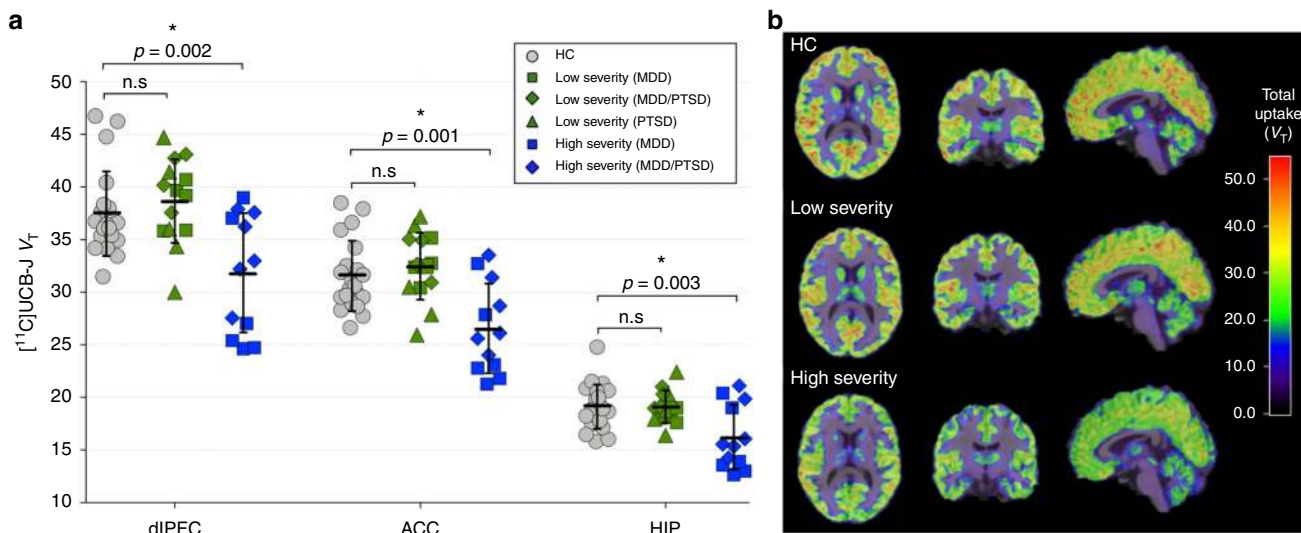 a
*
p = 0.002
n.s
HC
Low severity (MDD)
Low severity (MDD/PTSD)
Low severity (PTSD)
High severity (MDD)
High severity (MDD/PTSD)
*
p = 0.001
n.s
*
p = 0.003
n.s
50
45
40
35
30
25
20
15
10
[¹¹C]UCB-J VT
dlPFC
ACC
HIP
b
HC
Low severity
High severity
Total
uptake
(VT)
50.0
40.0
30.0
20.0
10.0
0.0